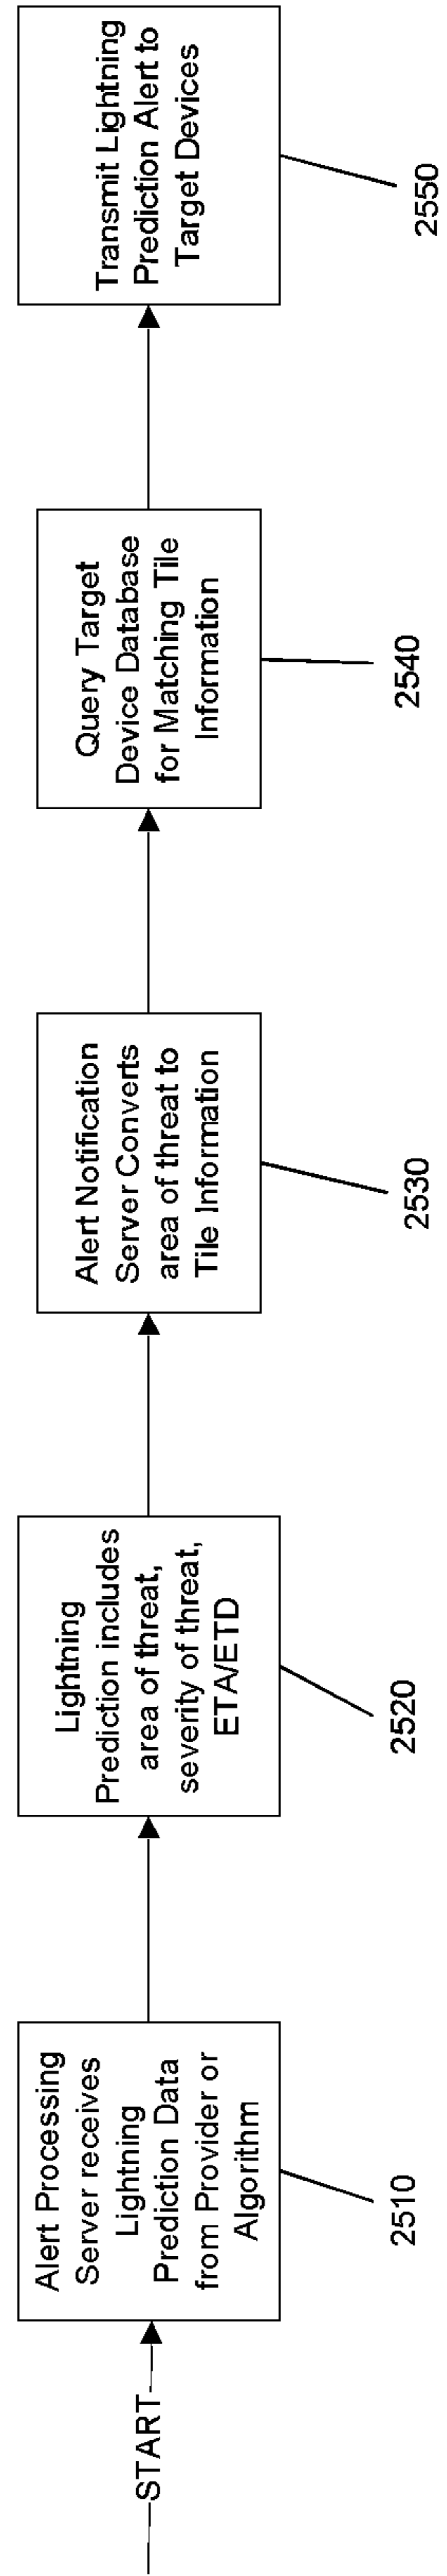 START
Alert Processing
Server receives
Lightning
Prediction Data
from Provider or
Algorithm
2510
Lightning
Prediction includes
area of threat,
severity of threat,
ETA/ETD
2520
Alert Notification
Server Converts
area of threat to
Tile Information
2530
Query Target
Device Database
for Matching Tile
Information
2540
Transmit Lightning
Prediction Alert to
Target Devices
2550